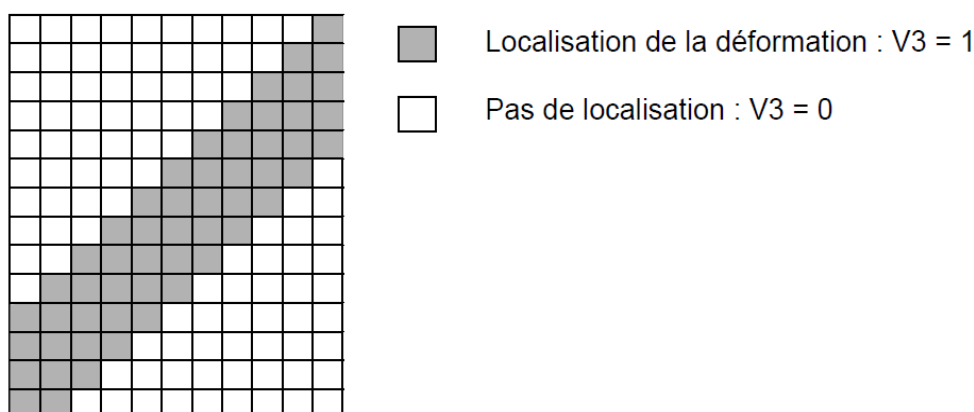 Localisation de la déformation : V3 = 1
Pas de localisation : V3 = 0